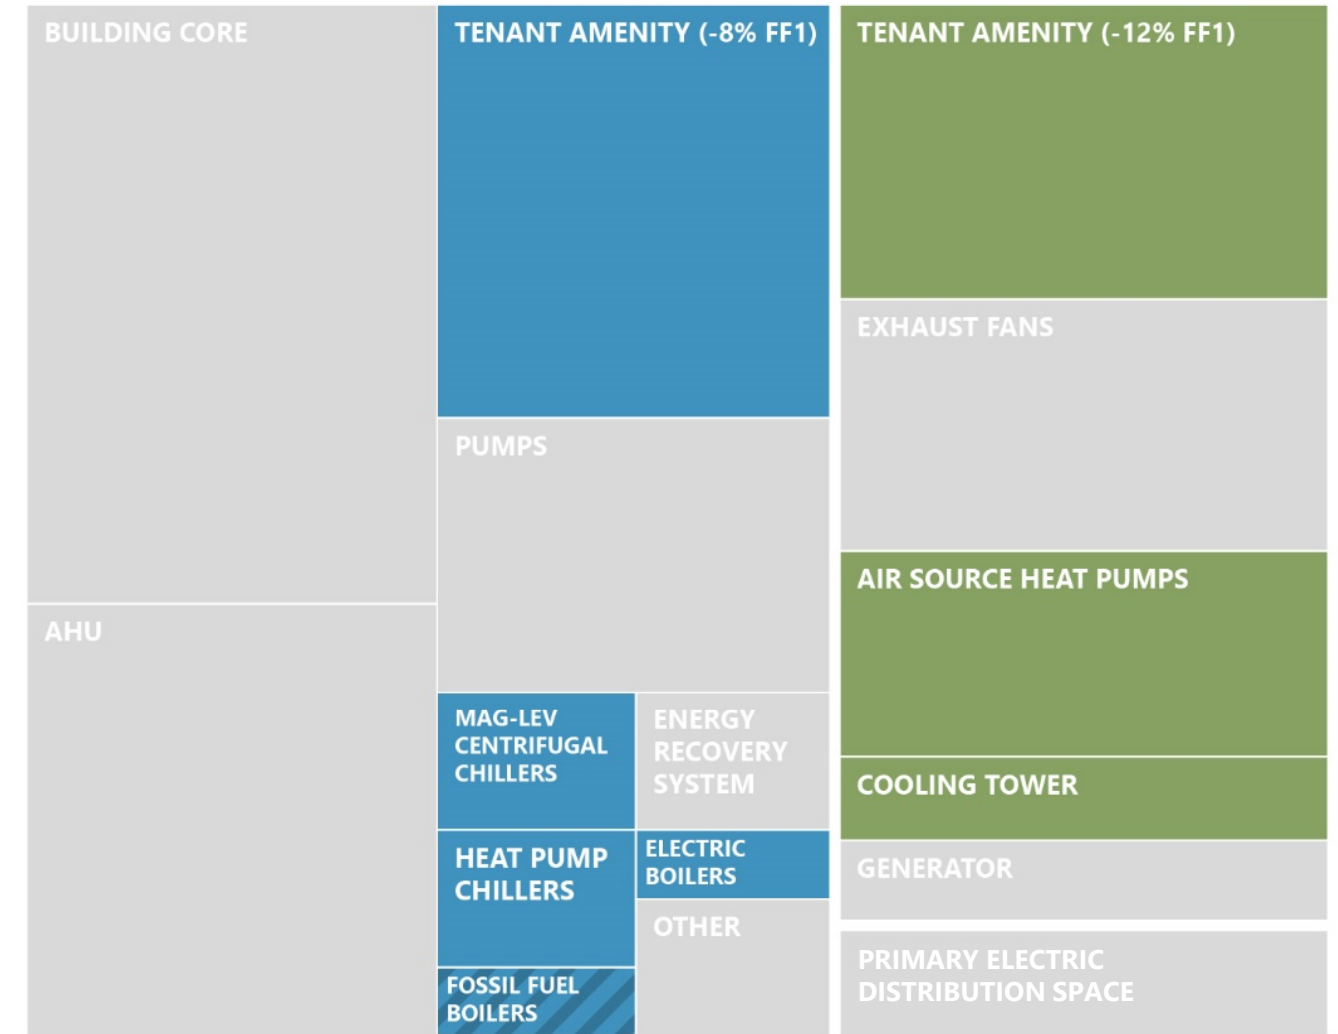 BUILDING CORE
AHU
TENANT AMENITY (-8% FF1)
PUMPS
MAG-LEV
CENTRIFUGAL
CHILLERS
ENERGY
RECOVERY
SYSTEM
HEAT PUMP
CHILLERS
ELECTRIC
BOILERS
OTHER
FOSSIL FUEL
BOILERS
TENANT AMENITY (-12% FF1)
EXHAUST FANS
AIR SOURCE HEAT PUMPS
COOLING TOWER
GENERATOR
PRIMARY ELECTRIC
DISTRIBUTION SPACE